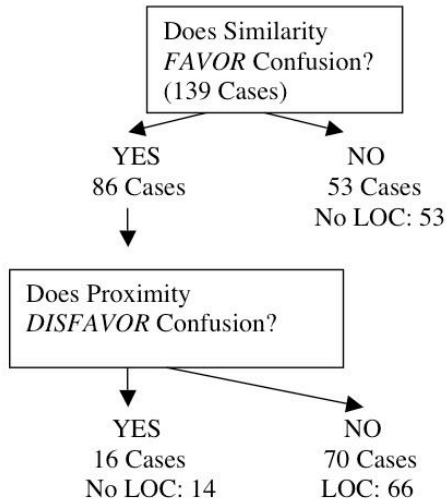 Does Similarity
FAVOR Confusion?
(139 Cases)
YES
86 Cases
NO
53 Cases
No LOC: 53
Does Proximity
DISFAVOR Confusion?
YES
16 Cases
No LOC: 14
NO
70 Cases
LOC: 66